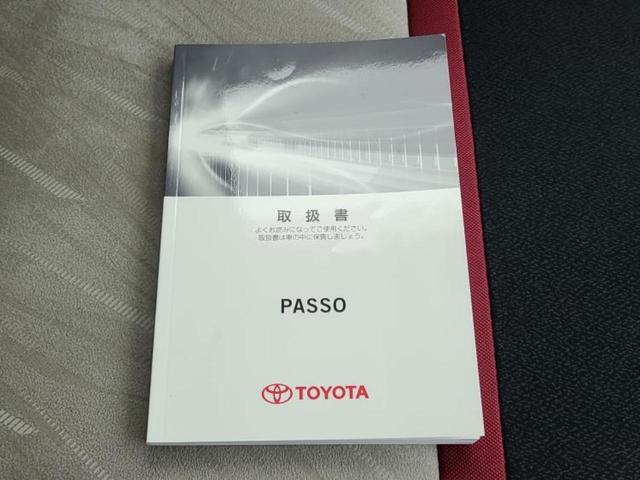 取扱書
よくお読みになってご使用ください。
取扱書は車の中に保管しましょう。
PASSO
TOYOTA